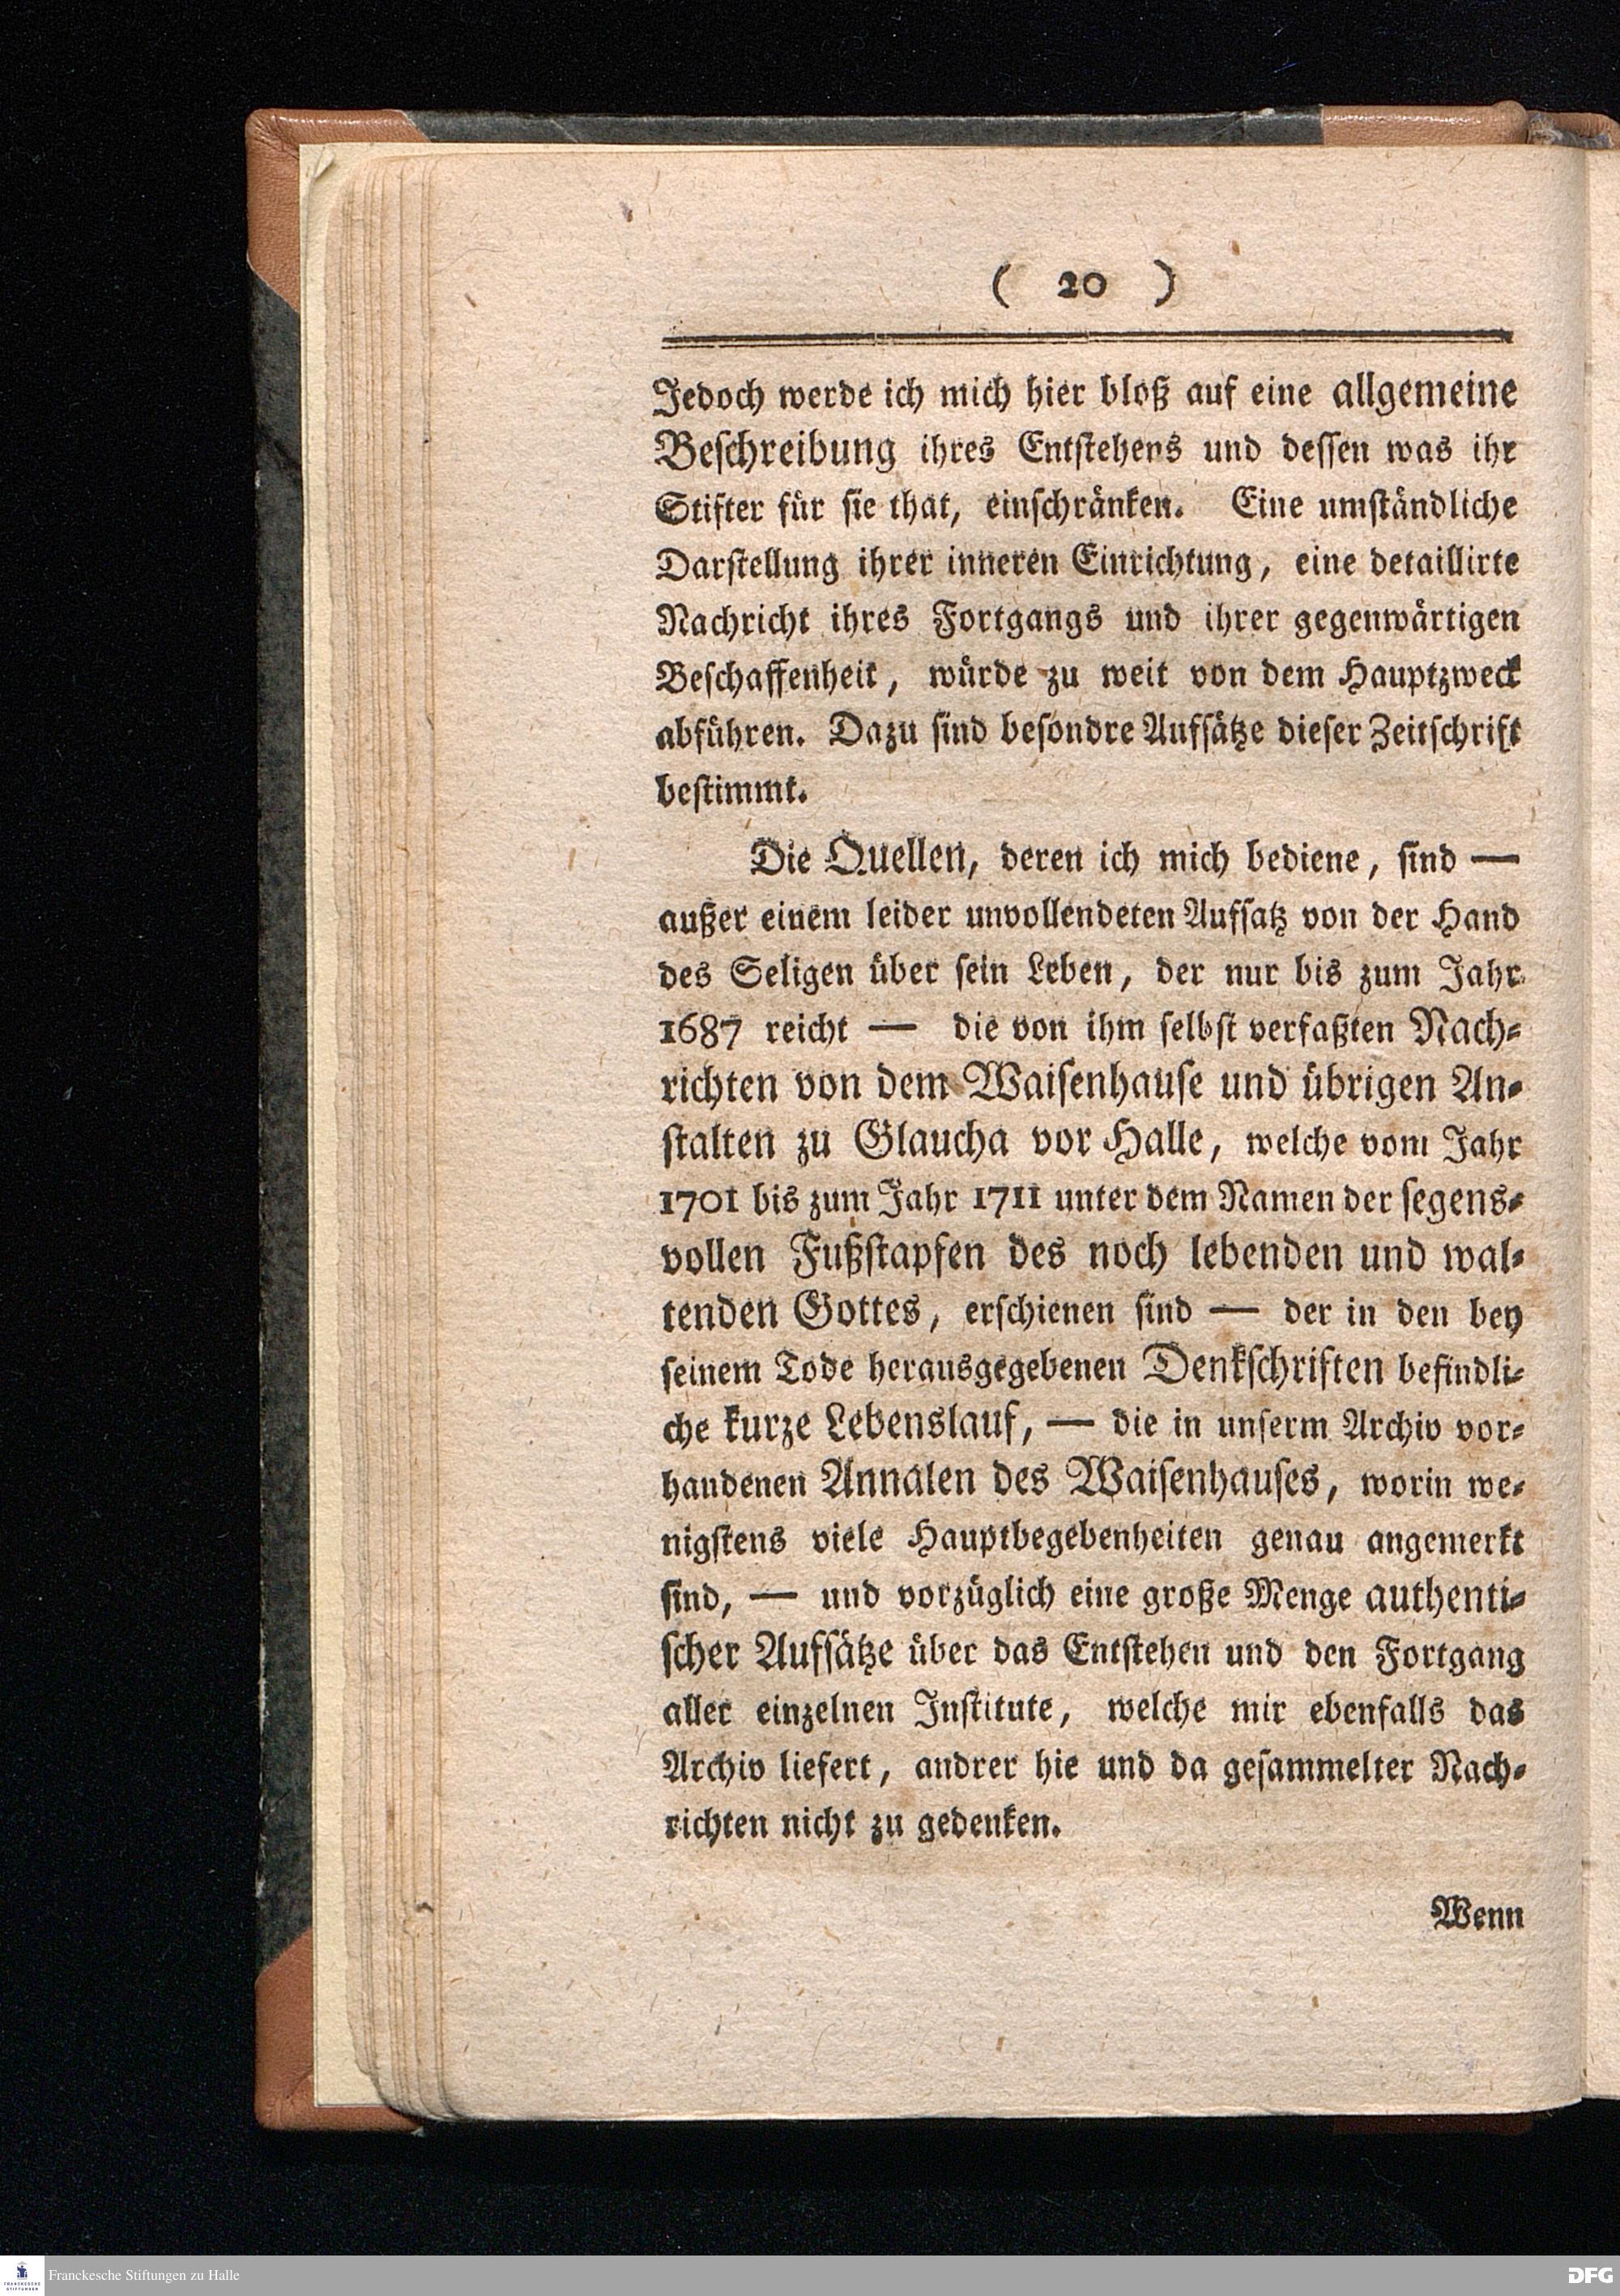 ( 20 )
Jedoch werde ich mich hier bloß auf eine allgemeine
Beschreibung ihres Entstehens und dessen was ihr
Stifter für sie that, einschränken. Eine umständliche
Darstellung ihrer inneren Einrichtung, eine detaillirte
Nachricht ihres Fortgangs und ihrer gegenwärtigen
Beschaffenheit, würde zu weit von dem Hauptzweck
abführen. Dazu sind besondre Aufsätze dieser Zeitschrift
bestimmt.
Die Quellen, deren ich mich bediene, sind —
außer einem leider unvollendeten Aufsatz von der Hand
des Seligen über sein Leben, der nur bis zum Jahr
1687 reicht — die von ihm selbst verfaßten Nach-
richten von dem Waisenhause und übrigen An-
stalten zu Glaucha vor Halle, welche vom Jahr
1701 bis zum Jahr 1711 unter dem Namen der segens-
vollen Fußstapfen des noch lebenden und wal-
tenden Gottes, erschienen sind — der in den bey
seinem Tode herausgegebenen Denkschriften befindli-
che kurze Lebenslauf, — die in unserm Archiv vor-
handenen Annalen des Waisenhauses, worin we-
nigstens viele Hauptbegebenheiten genau angemerkt
sind, — und vorzüglich eine große Menge authenti-
scher Aufsätze über das Entstehen und den Fortgang
aller einzelnen Institute, welche mir ebenfalls das
Archiv liefert, andrer hie und da gesammelter Nach-
richten nicht zu gedenken.
Wenn
FRANCKESCHE
STIFTUNGEN
Franckesche Stiftungen zu Halle
DFG